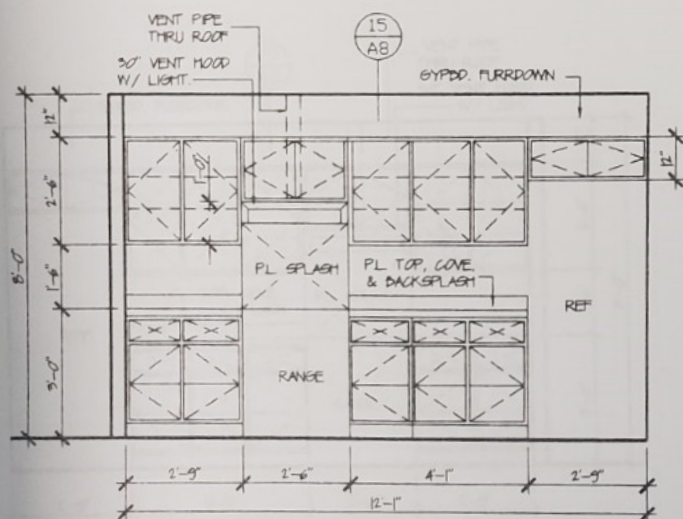 VENT PIPE
THRU ROOF
15
A8
30" VENT HOOD
W/ LIGHT
GYPBD. FURRDOWN
12"
12"
1'-0"
2'-6"
8'-0"
P.L. SPLASH
P.L. TOP, COVE,
& BACKSPLASH
1'-6"
REF
3'-0"
RANGE
2'-9"
2'-6"
4'-1"
2'-9"
12'-1"